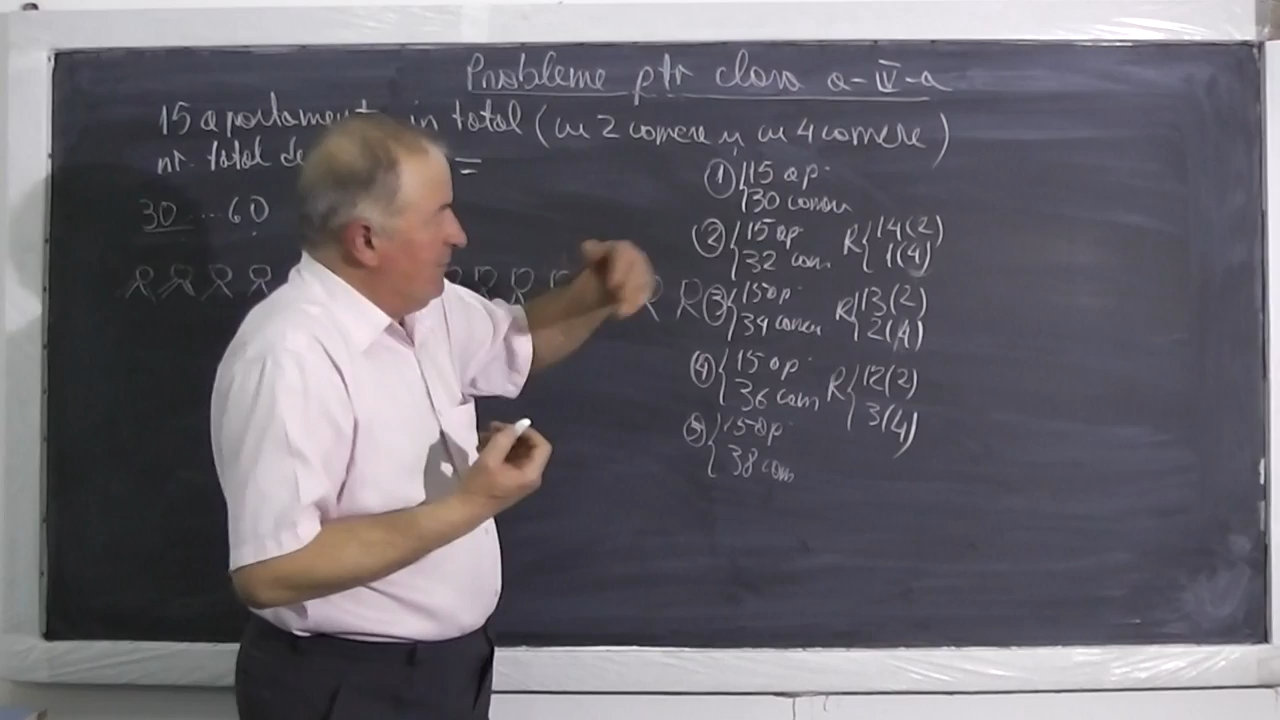 Probleme ptr clasa a-IV-a
15 apartamente in total (cu 2 camere și cu 4 camere)
nr. total de =
30 ... 60
① 15 ap.
30 camere
② 15 ap R 14(2)
32 cam 1(4)
③ 15 ap. R 13(2)
34 camere 2(4)
④ 15 ap. R 12(2)
36 cam 3(4)
⑤ 15 ap.
38 cam